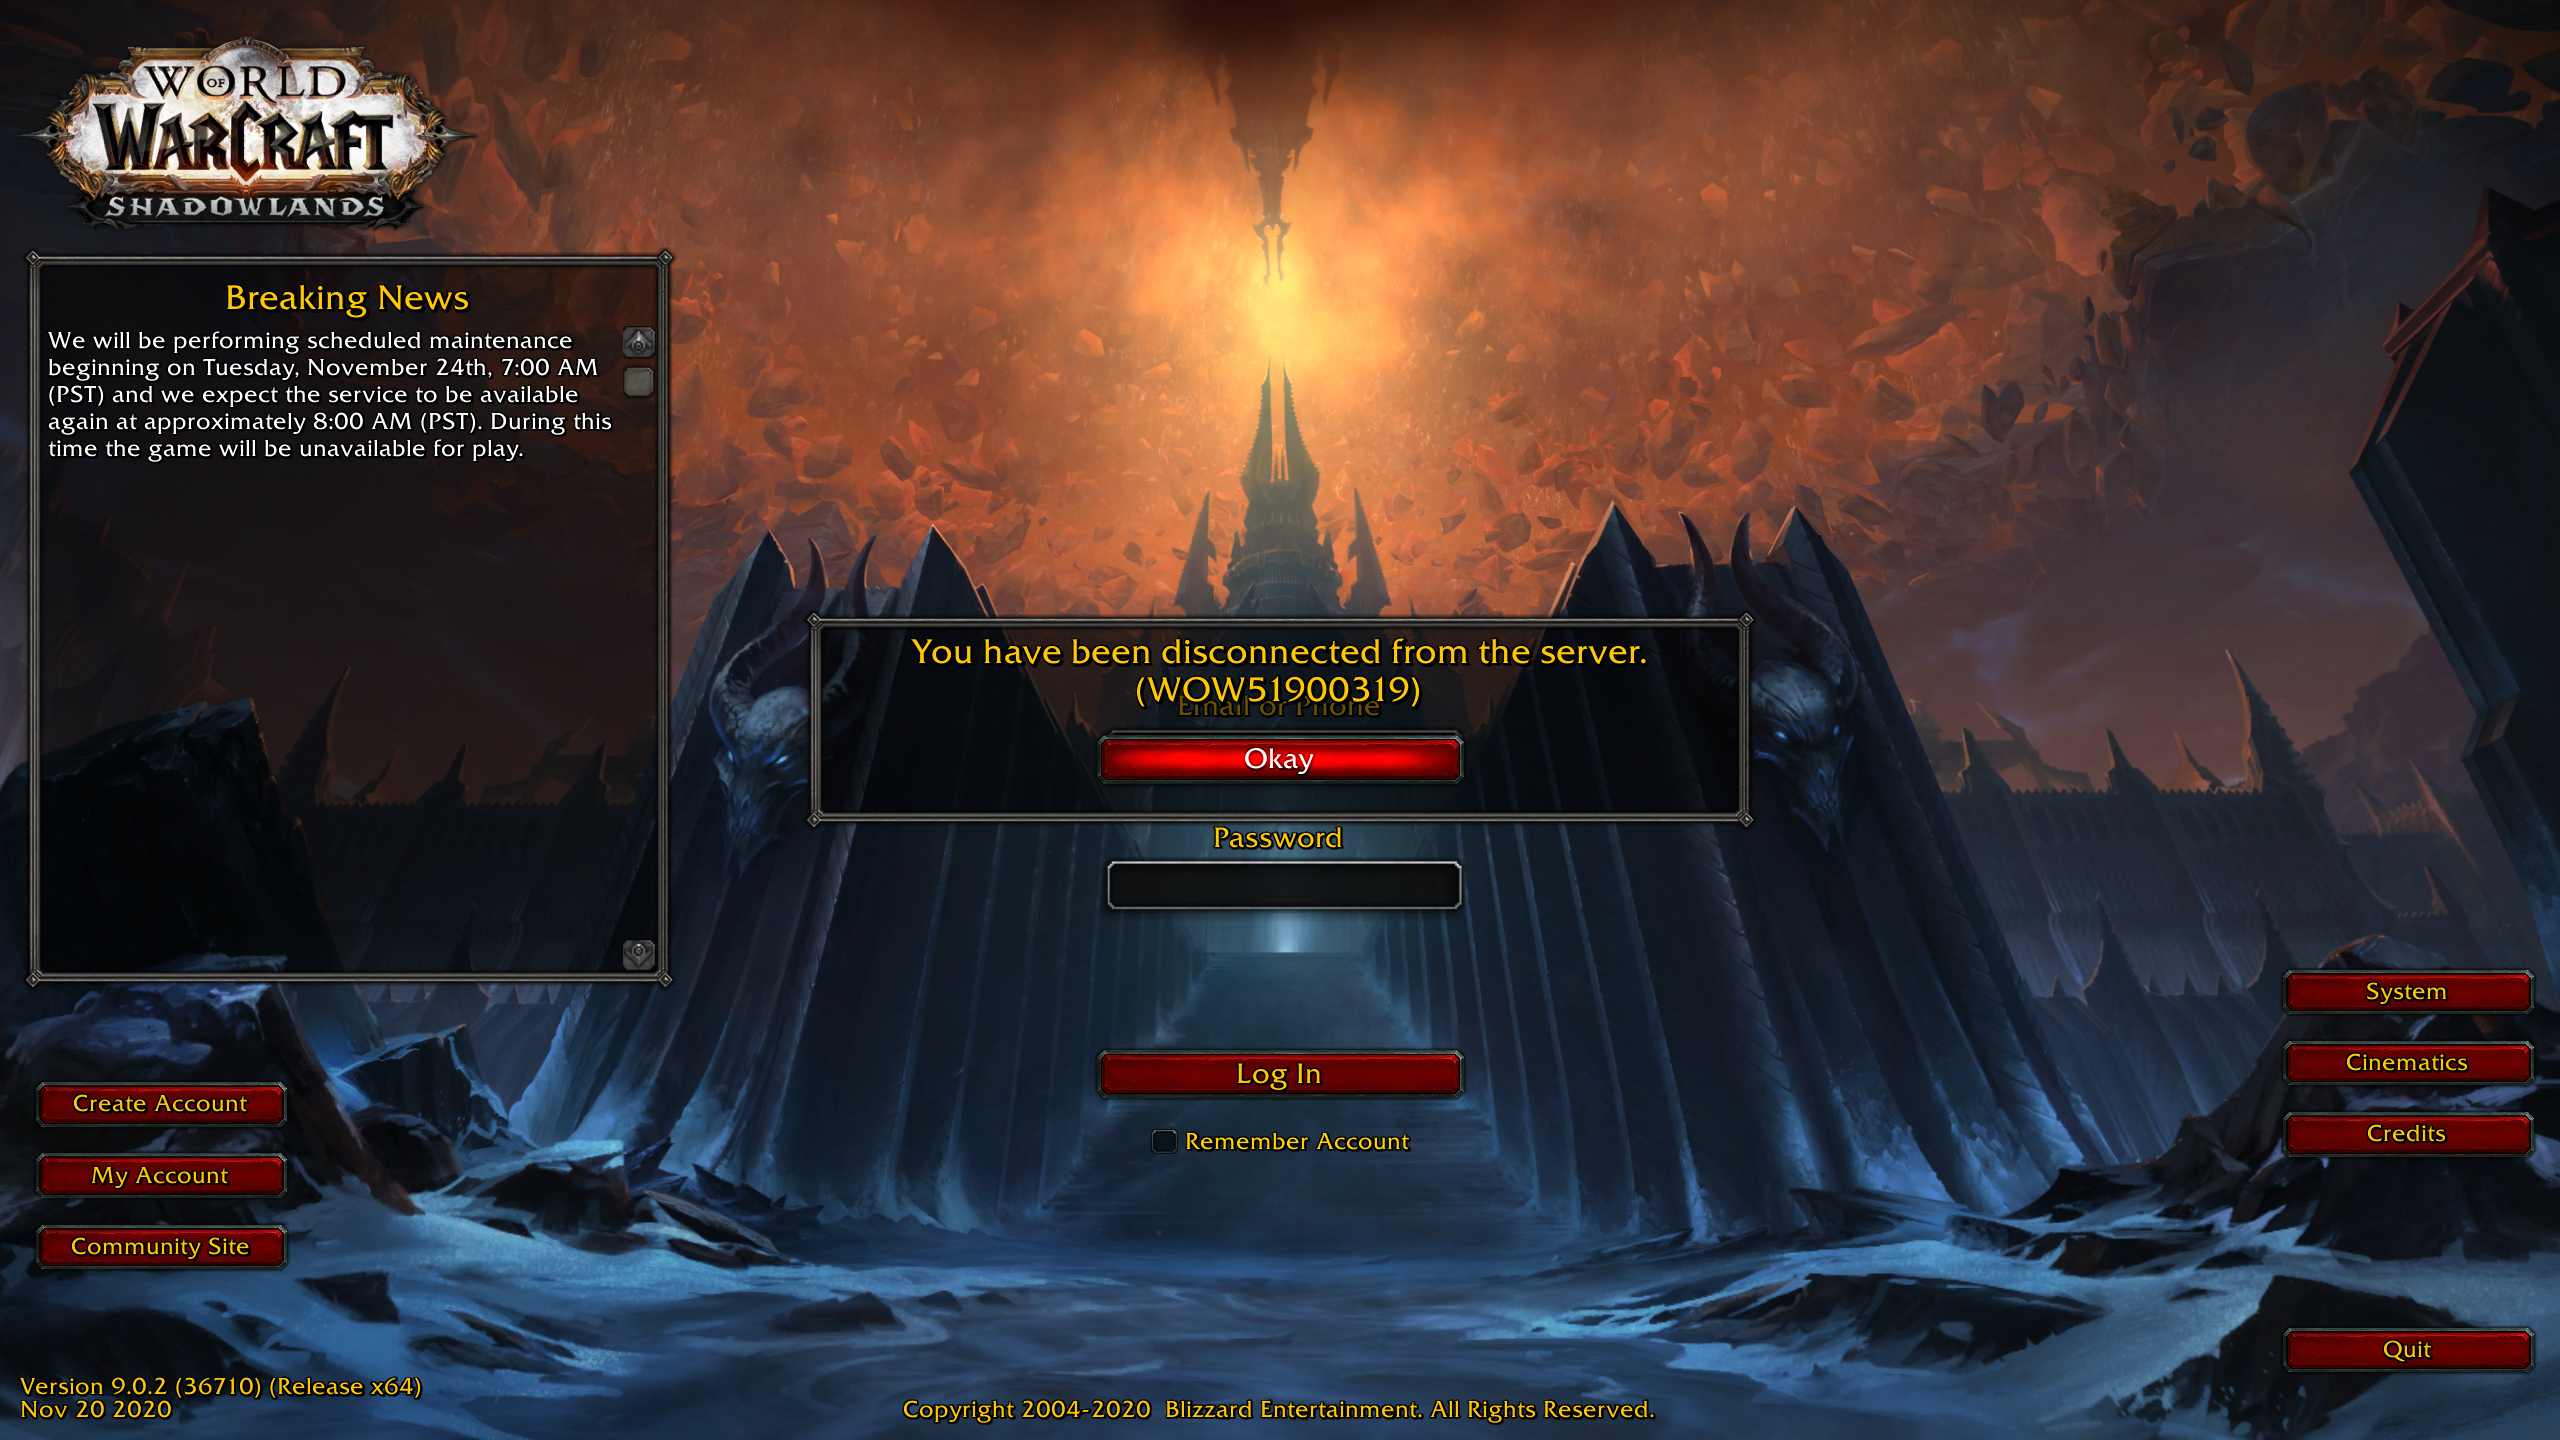 WORLD OF WARCRAFT
SHADOWLANDS
Breaking News
We will be performing scheduled maintenance
beginning on Tuesday, November 24th, 7:00 AM
(PST) and we expect the service to be available
again at approximately 8:00 AM (PST). During this
time the game will be unavailable for play.
You have been disconnected from the server.
(WOW51900319)
Email or Phone
Okay
Password
Log In
Remember Account
System
Cinematics
Credits
Create Account
My Account
Community Site
Quit
Version 9.0.2 (36710) (Release x64)
Nov 20 2020
Copyright 2004-2020  Blizzard Entertainment. All Rights Reserved.